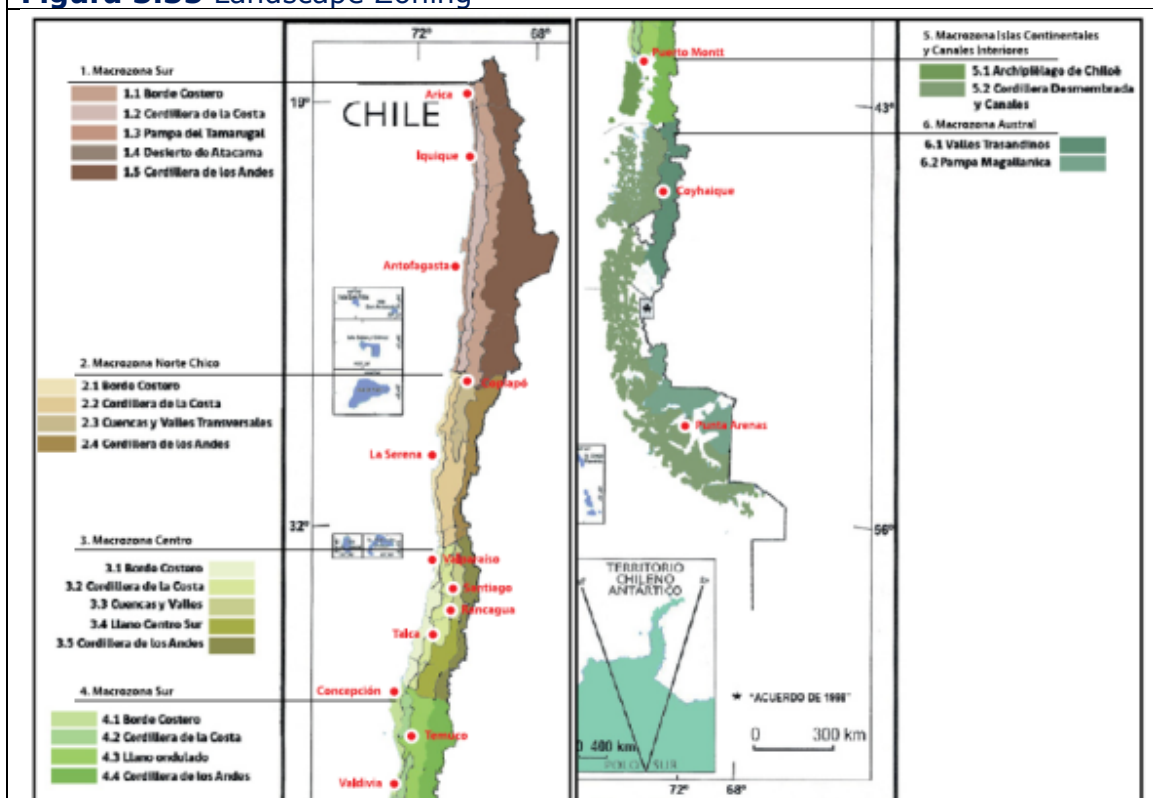 Figura 5.55 Landscape Zoning
72°
68°
1. Macrozona Sur
1.1 Borde Costero
1.2 Cordillera de la Costa
1.3 Pampa del Tamarugal
1.4 Desierto de Atacama
1.5 Cordillera de los Andes
19°
CHILE
Arica
Iquique
Antofagasta
2. Macrozona Norte Chico
2.1 Borde Costero
2.2 Cordillera de la Costa
2.3 Cuencas y Valles Transversales
2.4 Cordillera de los Andes
Copiapó
La Serena
32°
3. Macrozona Centro
3.1 Borde Costero
3.2 Cordillera de la Costa
3.3 Cuencas y Valles
3.4 Llano Centro Sur
3.5 Cordillera de los Andes
Valparaiso
Santiago
Rancagua
Talca
4. Macrozona Sur
4.1 Borde Costero
4.2 Cordillera de la Costa
4.3 Llano ondulado
4.4 Cordillera de los Andes
Concepción
Temuco
Valdivia
Puerto Montt
5. Macrozona Islas Continentales
y Canales Interiores
5.1 Archipiélago de Chiloé
5.2 Cordillera Desmembrada
y Canales
43°
6. Macrozona Austral
6.1 Valles Trasandinos
6.2 Pampa Magallanica
Coyhaique
Punta Arenas
56°
TERRITORIO
CHILENO
ANTÁRTICO
400 km
POLO SUR
"ACUERDO DE 1998"
0 300 km
72° 68°